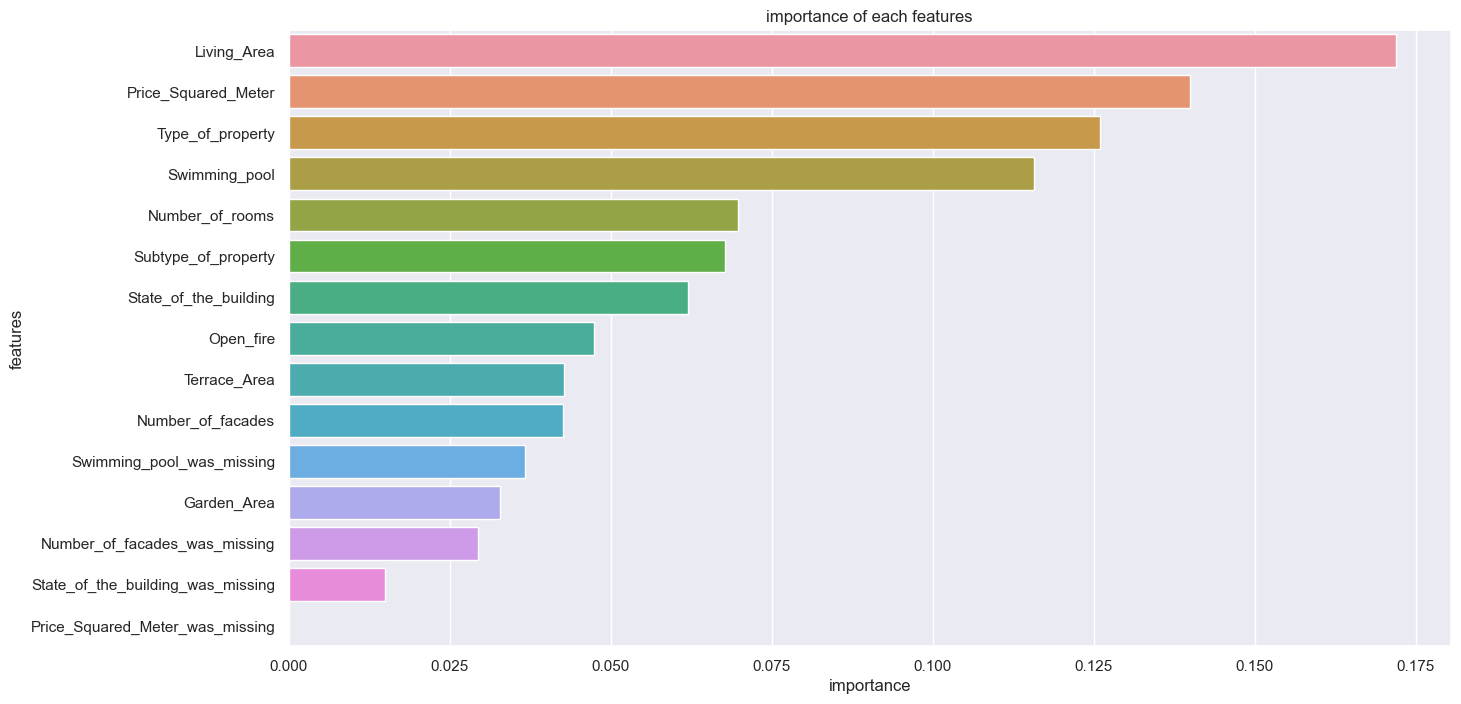 importance of each features
Living_Area
Price_Squared_Meter
Type_of_property
Swimming_pool
Number_of_rooms
Subtype_of_property
State_of_the_building
Open_fire
Terrace_Area
Number_of_facades
Swimming_pool_was_missing
Garden_Area
Number_of_facades_was_missing
State_of_the_building_was_missing
Price_Squared_Meter_was_missing
features
0.000 0.025 0.050 0.075 0.100 0.125 0.150 0.175
importance